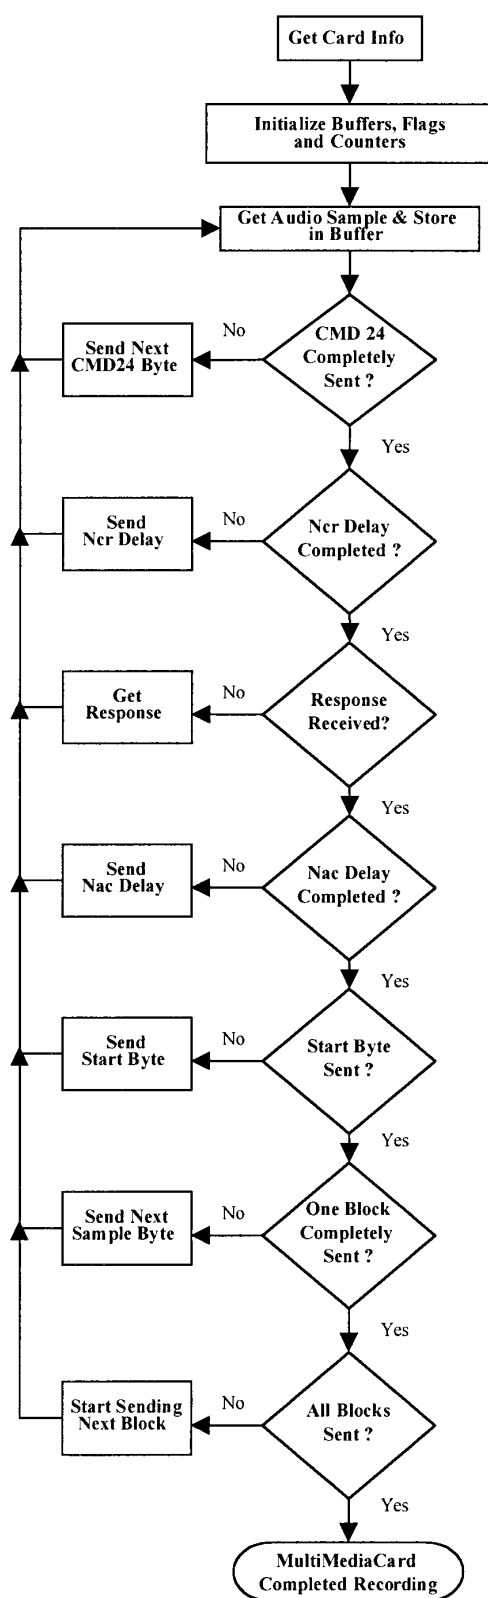 Get Card Info
Initialize Buffers, Flags
and Counters
Get Audio Sample & Store
in Buffer
CMD 24
Completely
Sent ?
No
Send Next
CMD24 Byte
Yes
Ncr Delay
Completed ?
No
Send
Ncr Delay
Yes
Response
Received?
No
Get
Response
Yes
Nac Delay
Completed ?
No
Send
Nac Delay
Yes
Start Byte
Sent ?
No
Send
Start Byte
Yes
One Block
Completely
Sent ?
No
Send Next
Sample Byte
Yes
All Blocks
Sent ?
No
Start Sending
Next Block
Yes
MultiMediaCard
Completed Recording